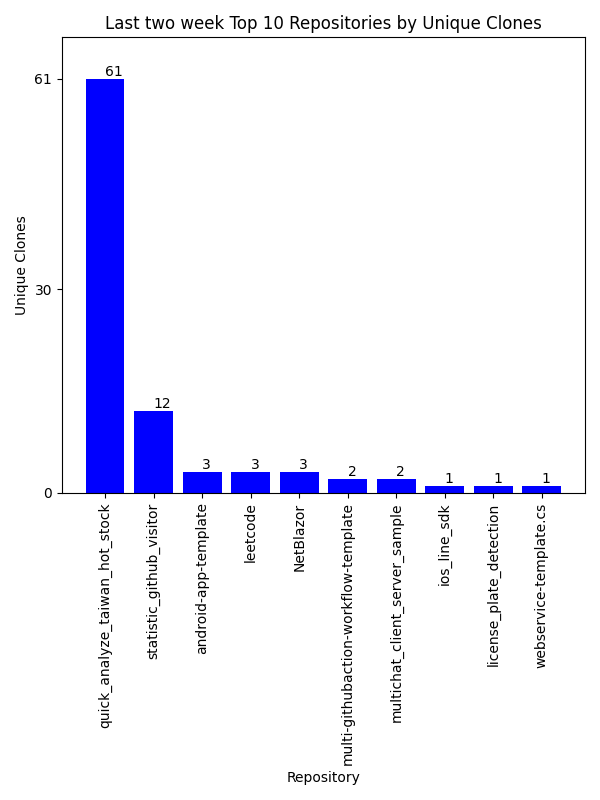 Last two week Top 10 Repositories by Unique Clones
Unique Clones
61
30
0
61
12
3
3
3
2
2
1
1
1
quick_analyze_taiwan_hot_stock
statistic_github_visitor
android-app-template
leetcode
NetBlazor
multi-githubaction-workflow-template
multichat_client_server_sample
ios_line_sdk
license_plate_detection
webservice-template.cs
Repository